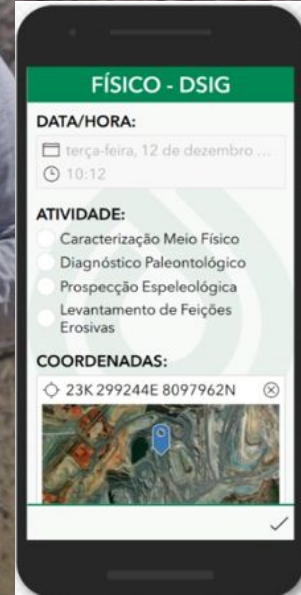 FÍSICO - DSIG
DATA/HORA:
terça-feira, 12 de dezembro ...
10:12
ATIVIDADE:
Caracterização Meio Físico
Diagnóstico Paleontológico
Prospecção Espeleológica
Levantamento de Feições
Erosivas
COORDENADAS:
23K 299244E 8097962N